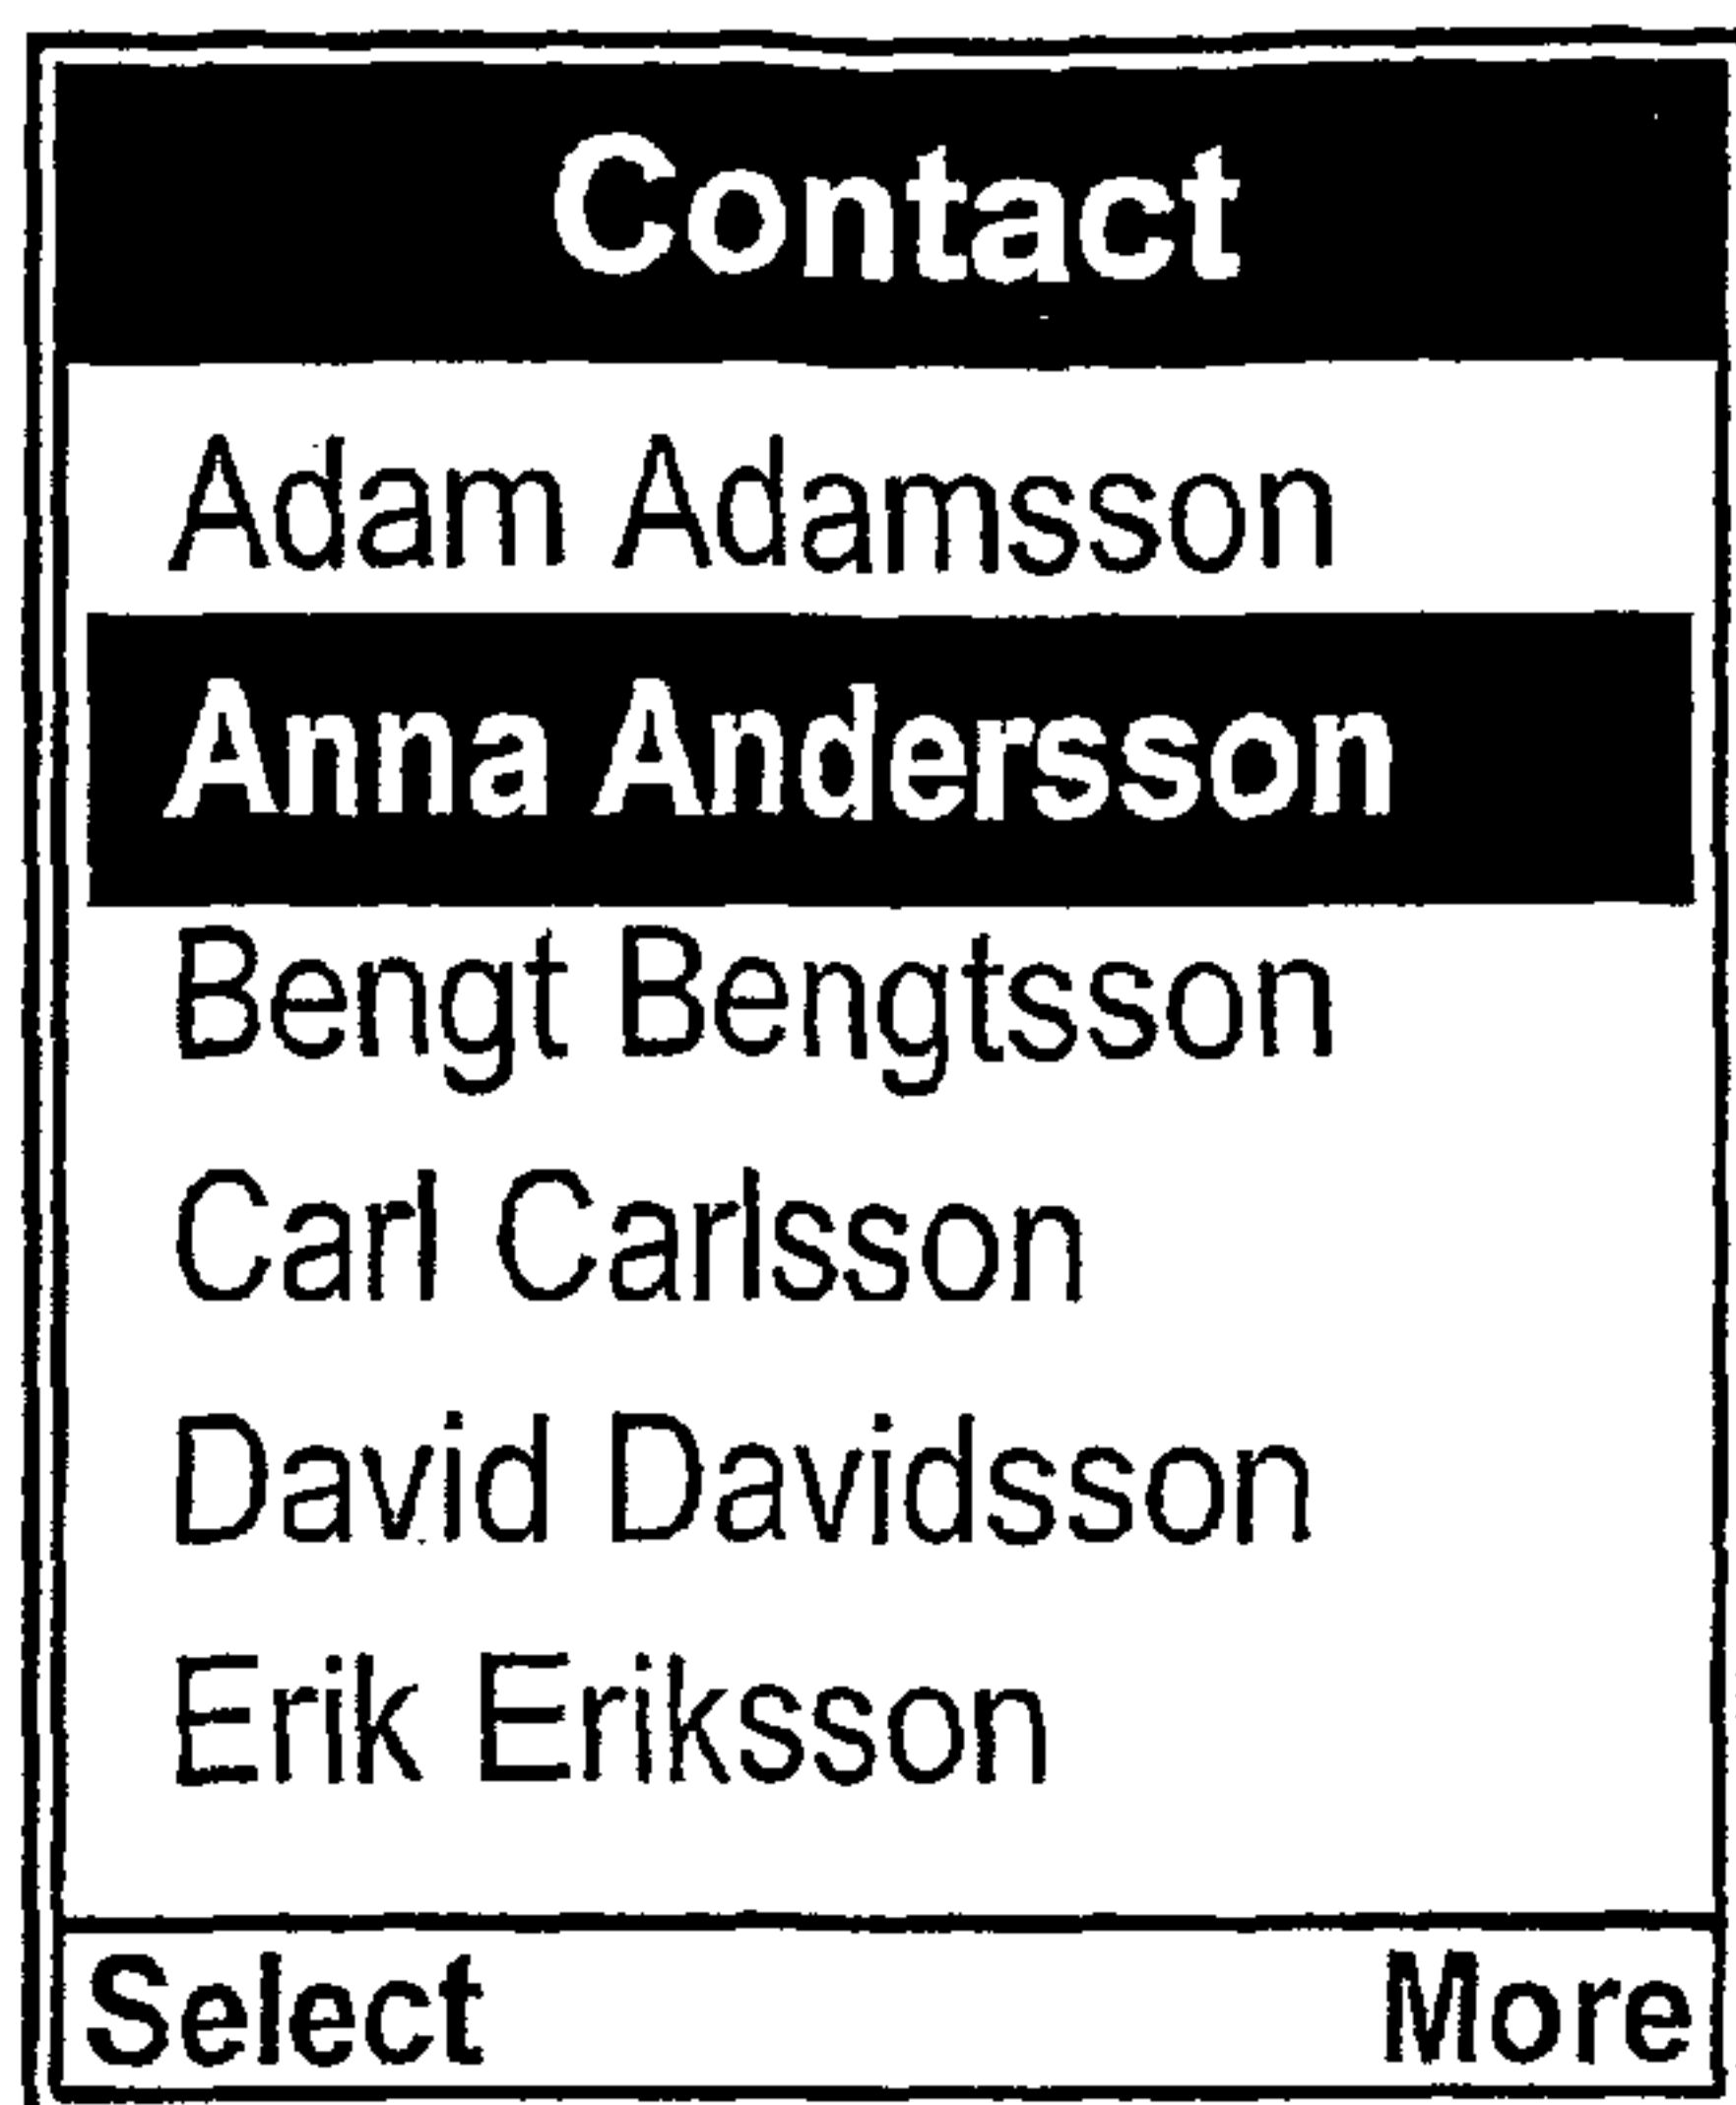 Contact
Adam Adamsson
Anna Andersson
Bengt Bengtsson
Carl Carlsson
David Davidsson
Erik Eriksson
Select More